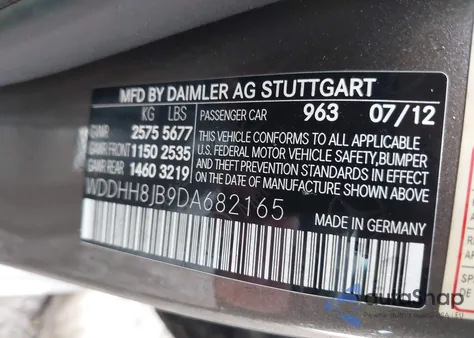 MFD BY DAIMLER AG STUTTGART
KG LBS
PASSENGER CAR 963 07/12
GVWR 2575 5677
GAWR FRONT 1150 2535
GAWR REAR 1460 3219
THIS VEHICLE CONFORMS TO ALL APPLICABLE
U.S. FEDERAL MOTOR VEHICLE SAFETY, BUMPER
AND THEFT PREVENTION STANDARDS IN EFFECT
ON THE DATE OF MANUFACTURE SHOWN ABOVE.
WDDHH8JB9DA682165
MADE IN GERMANY
AutoSnap